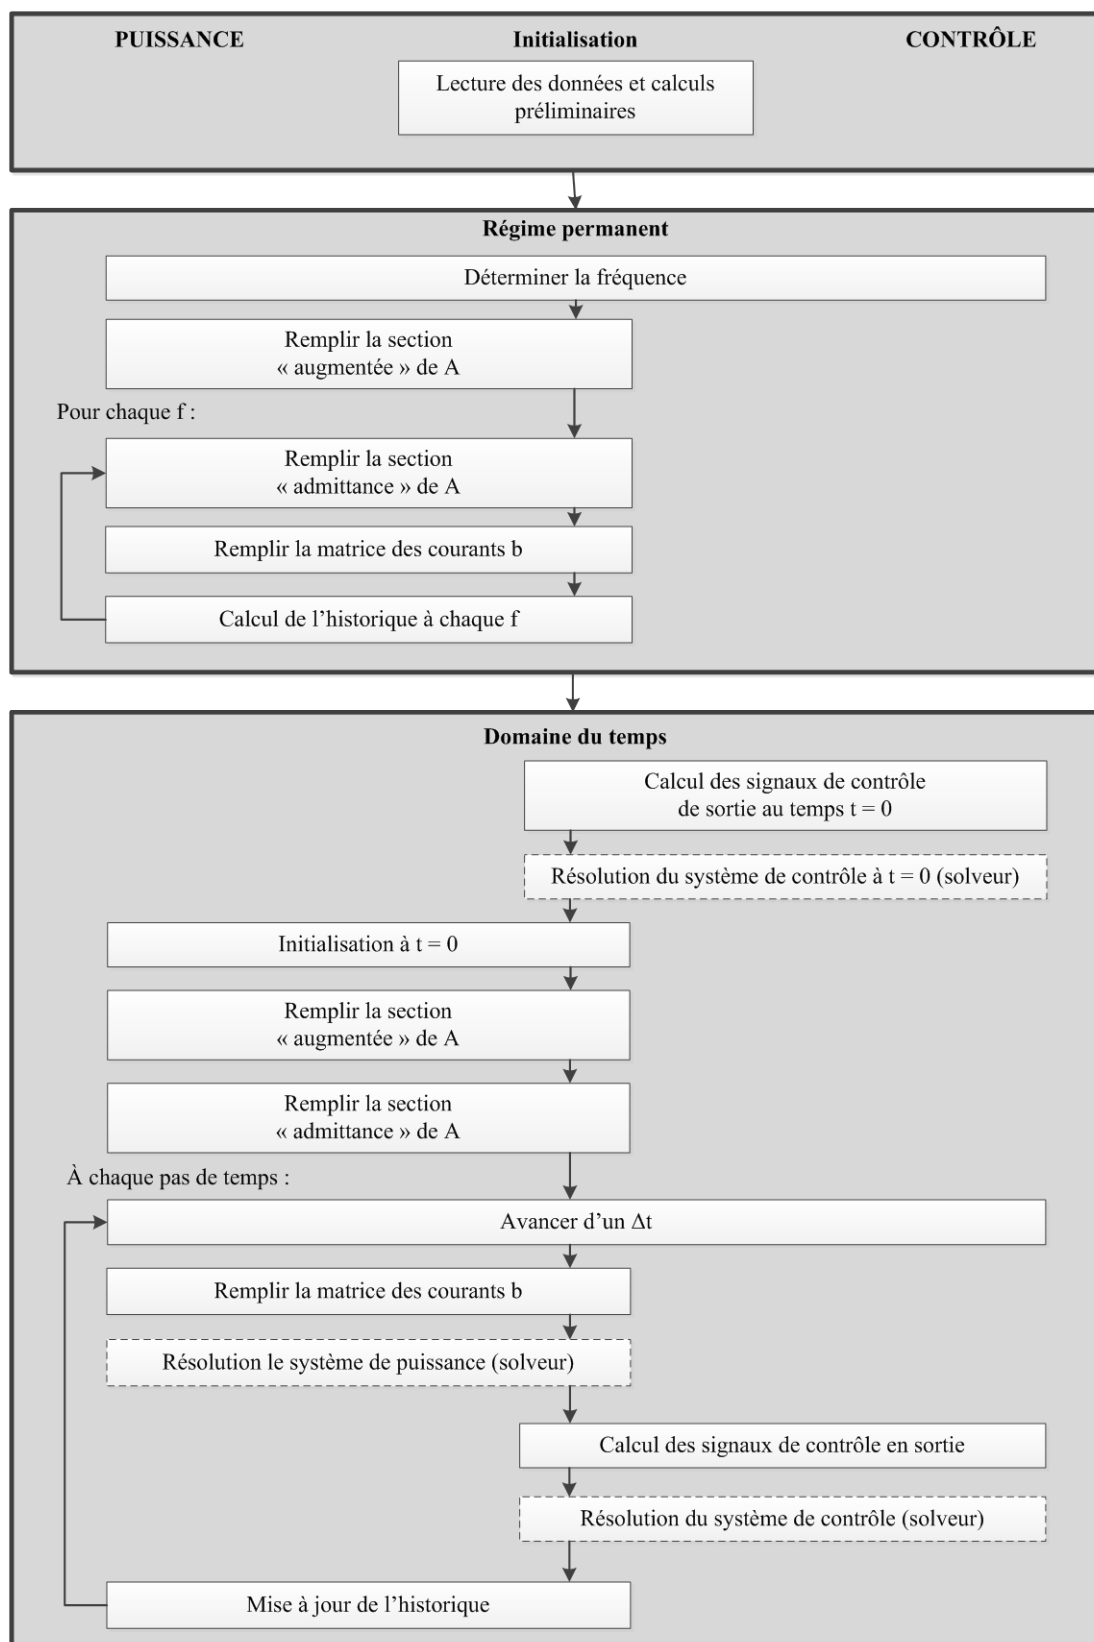 PUISSANCE Initialisation CONTRÔLE
Lecture des données et calculs
préliminaires
Régime permanent
Déterminer la fréquence
Remplir la section
« augmentée » de A
Pour chaque f :
Remplir la section
« admittance » de A
Remplir la matrice des courants b
Calcul de l’historique à chaque f
Domaine du temps
Calcul des signaux de contrôle
de sortie au temps t = 0
Résolution du système de contrôle à t = 0 (solveur)
Initialisation à t = 0
Remplir la section
« augmentée » de A
Remplir la section
« admittance » de A
À chaque pas de temps :
Avancer d’un Δt
Remplir la matrice des courants b
Résolution le système de puissance (solveur)
Calcul des signaux de contrôle en sortie
Résolution du système de contrôle (solveur)
Mise à jour de l’historique